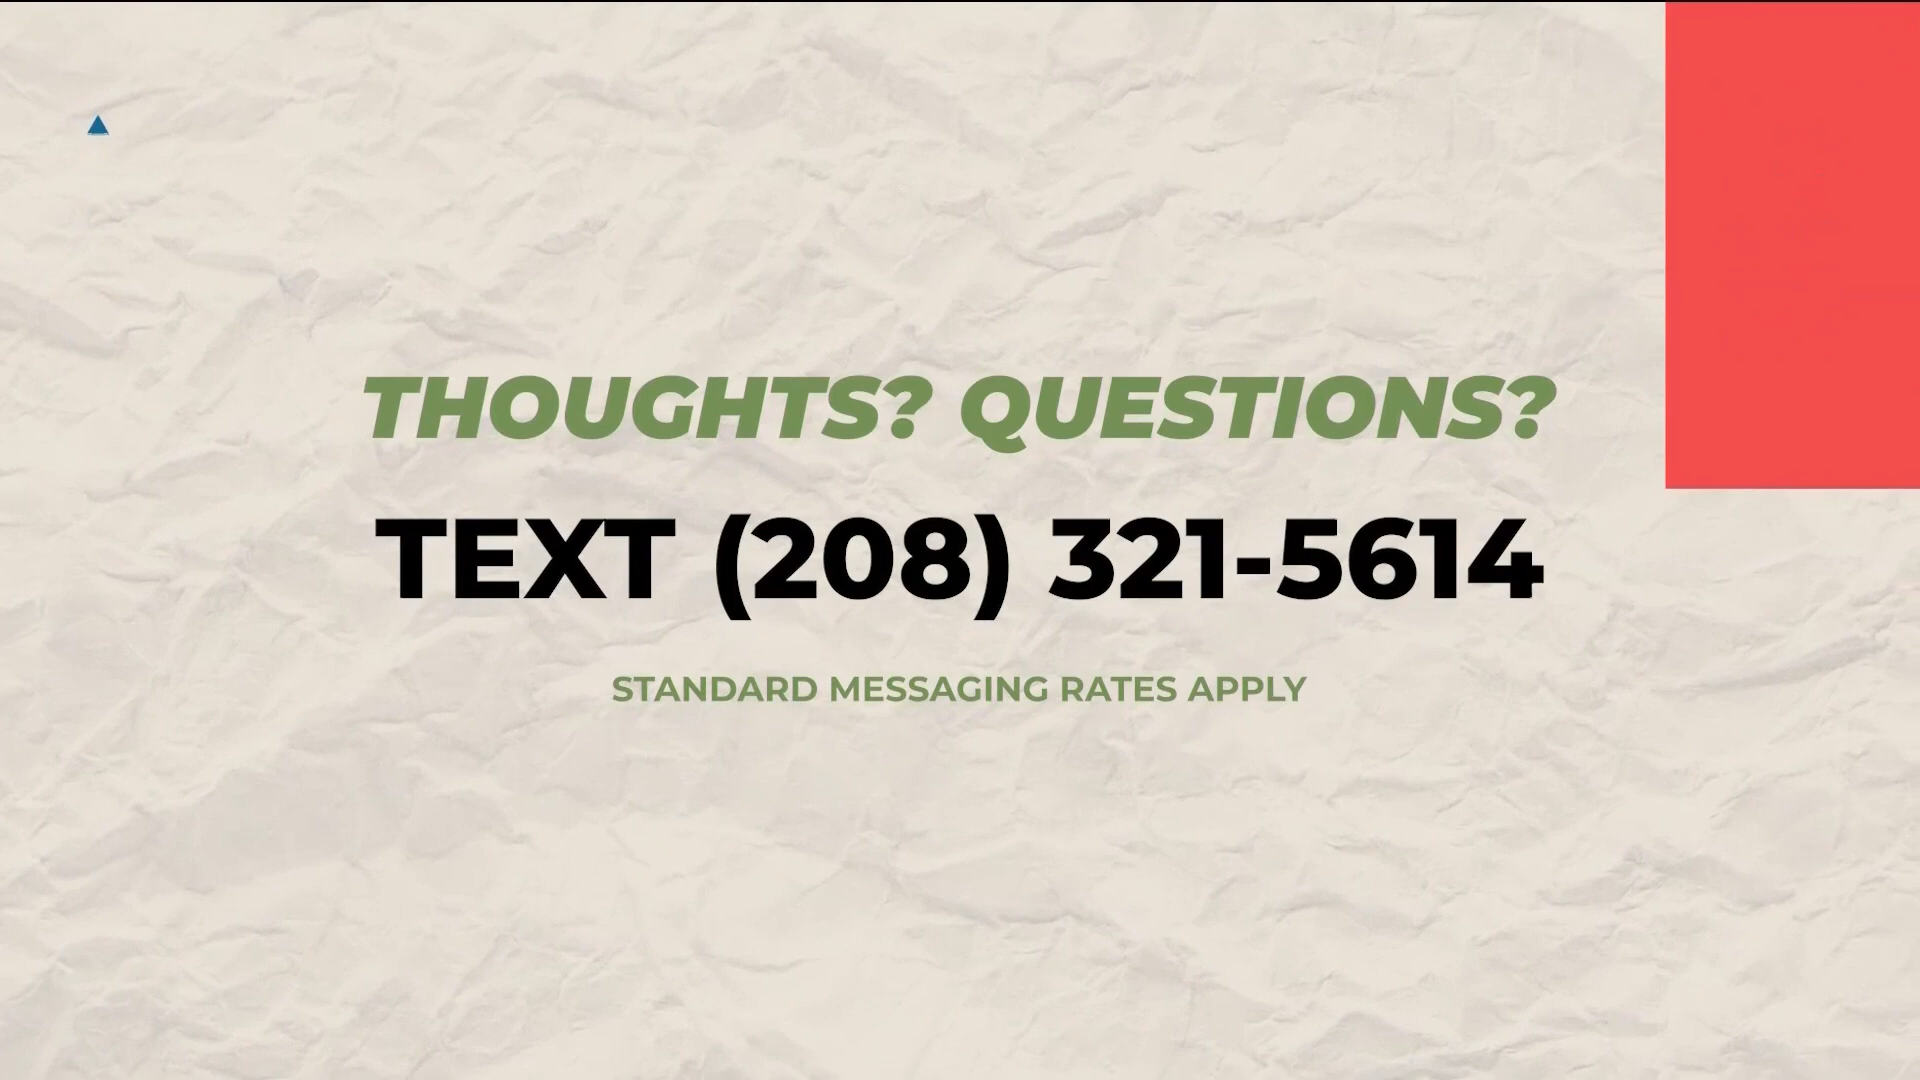 THOUGHTS? QUESTIONS?
TEXT (208) 321-5614
STANDARD MESSAGING RATES APPLY